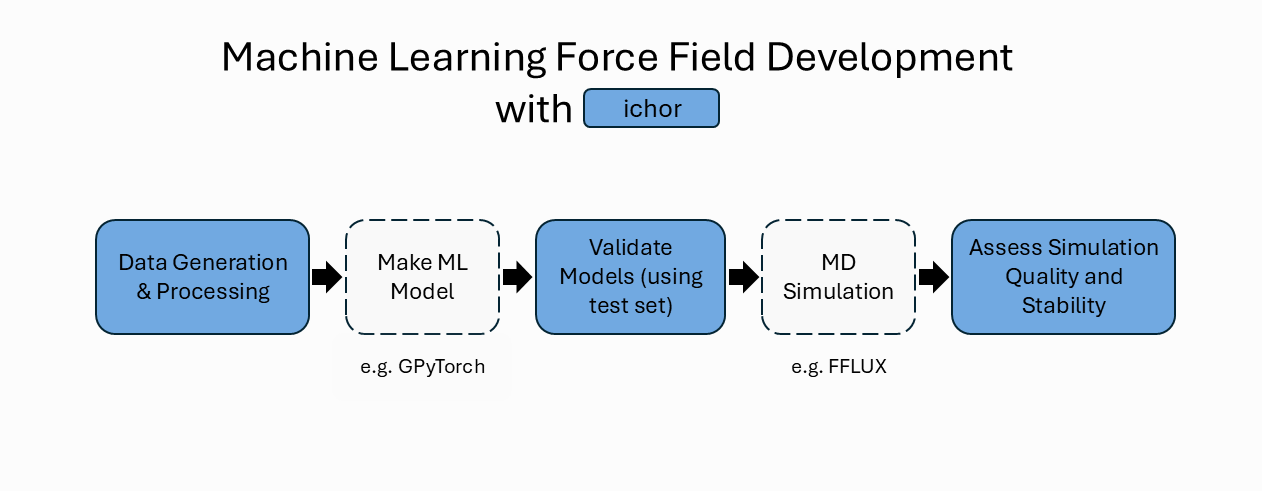 Machine Learning Force Field Development
with ichor
Data Generation
& Processing
Make ML
Model
e.g. GPyTorch
Validate
Models (using
test set)
MD
Simulation
e.g. FFLUX
Assess Simulation
Quality and
Stability